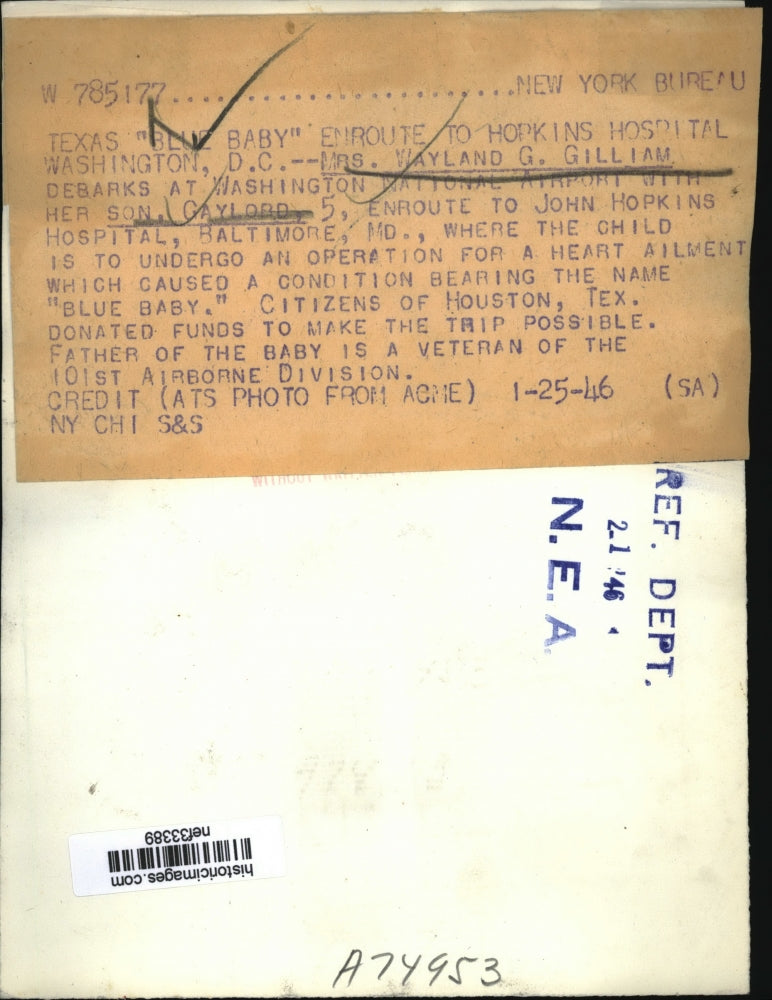 W 785177..............................NEW YORK BUREAU
TEXAS "BLUE BABY" ENROUTE TO HOPKINS HOSPITAL
WASHINGTON, D.C.--MRS. WAYLAND G. GILLIAM
DEBARKS AT WASHINGTON NATIONAL AIRPORT WITH
HER SON, GAYLORD, 5, ENROUTE TO JOHN HOPKINS
HOSPITAL, BALTIMORE, MD., WHERE THE CHILD
IS TO UNDERGO AN OPERATION FOR A HEART AILMENT
WHICH CAUSED A CONDITION BEARING THE NAME
"BLUE BABY." CITIZENS OF HOUSTON, TEX.
DONATED FUNDS TO MAKE THE TRIP POSSIBLE.
FATHER OF THE BABY IS A VETERAN OF THE
101ST AIRBORNE DIVISION.
CREDIT (ATS PHOTO FROM ACME) 1-25-46 (SA)
NY CHI S&S
WITHOUT
REF. DEPT.
2-1 '46
N. E. A.
historicimages.com
nef33389
A74953